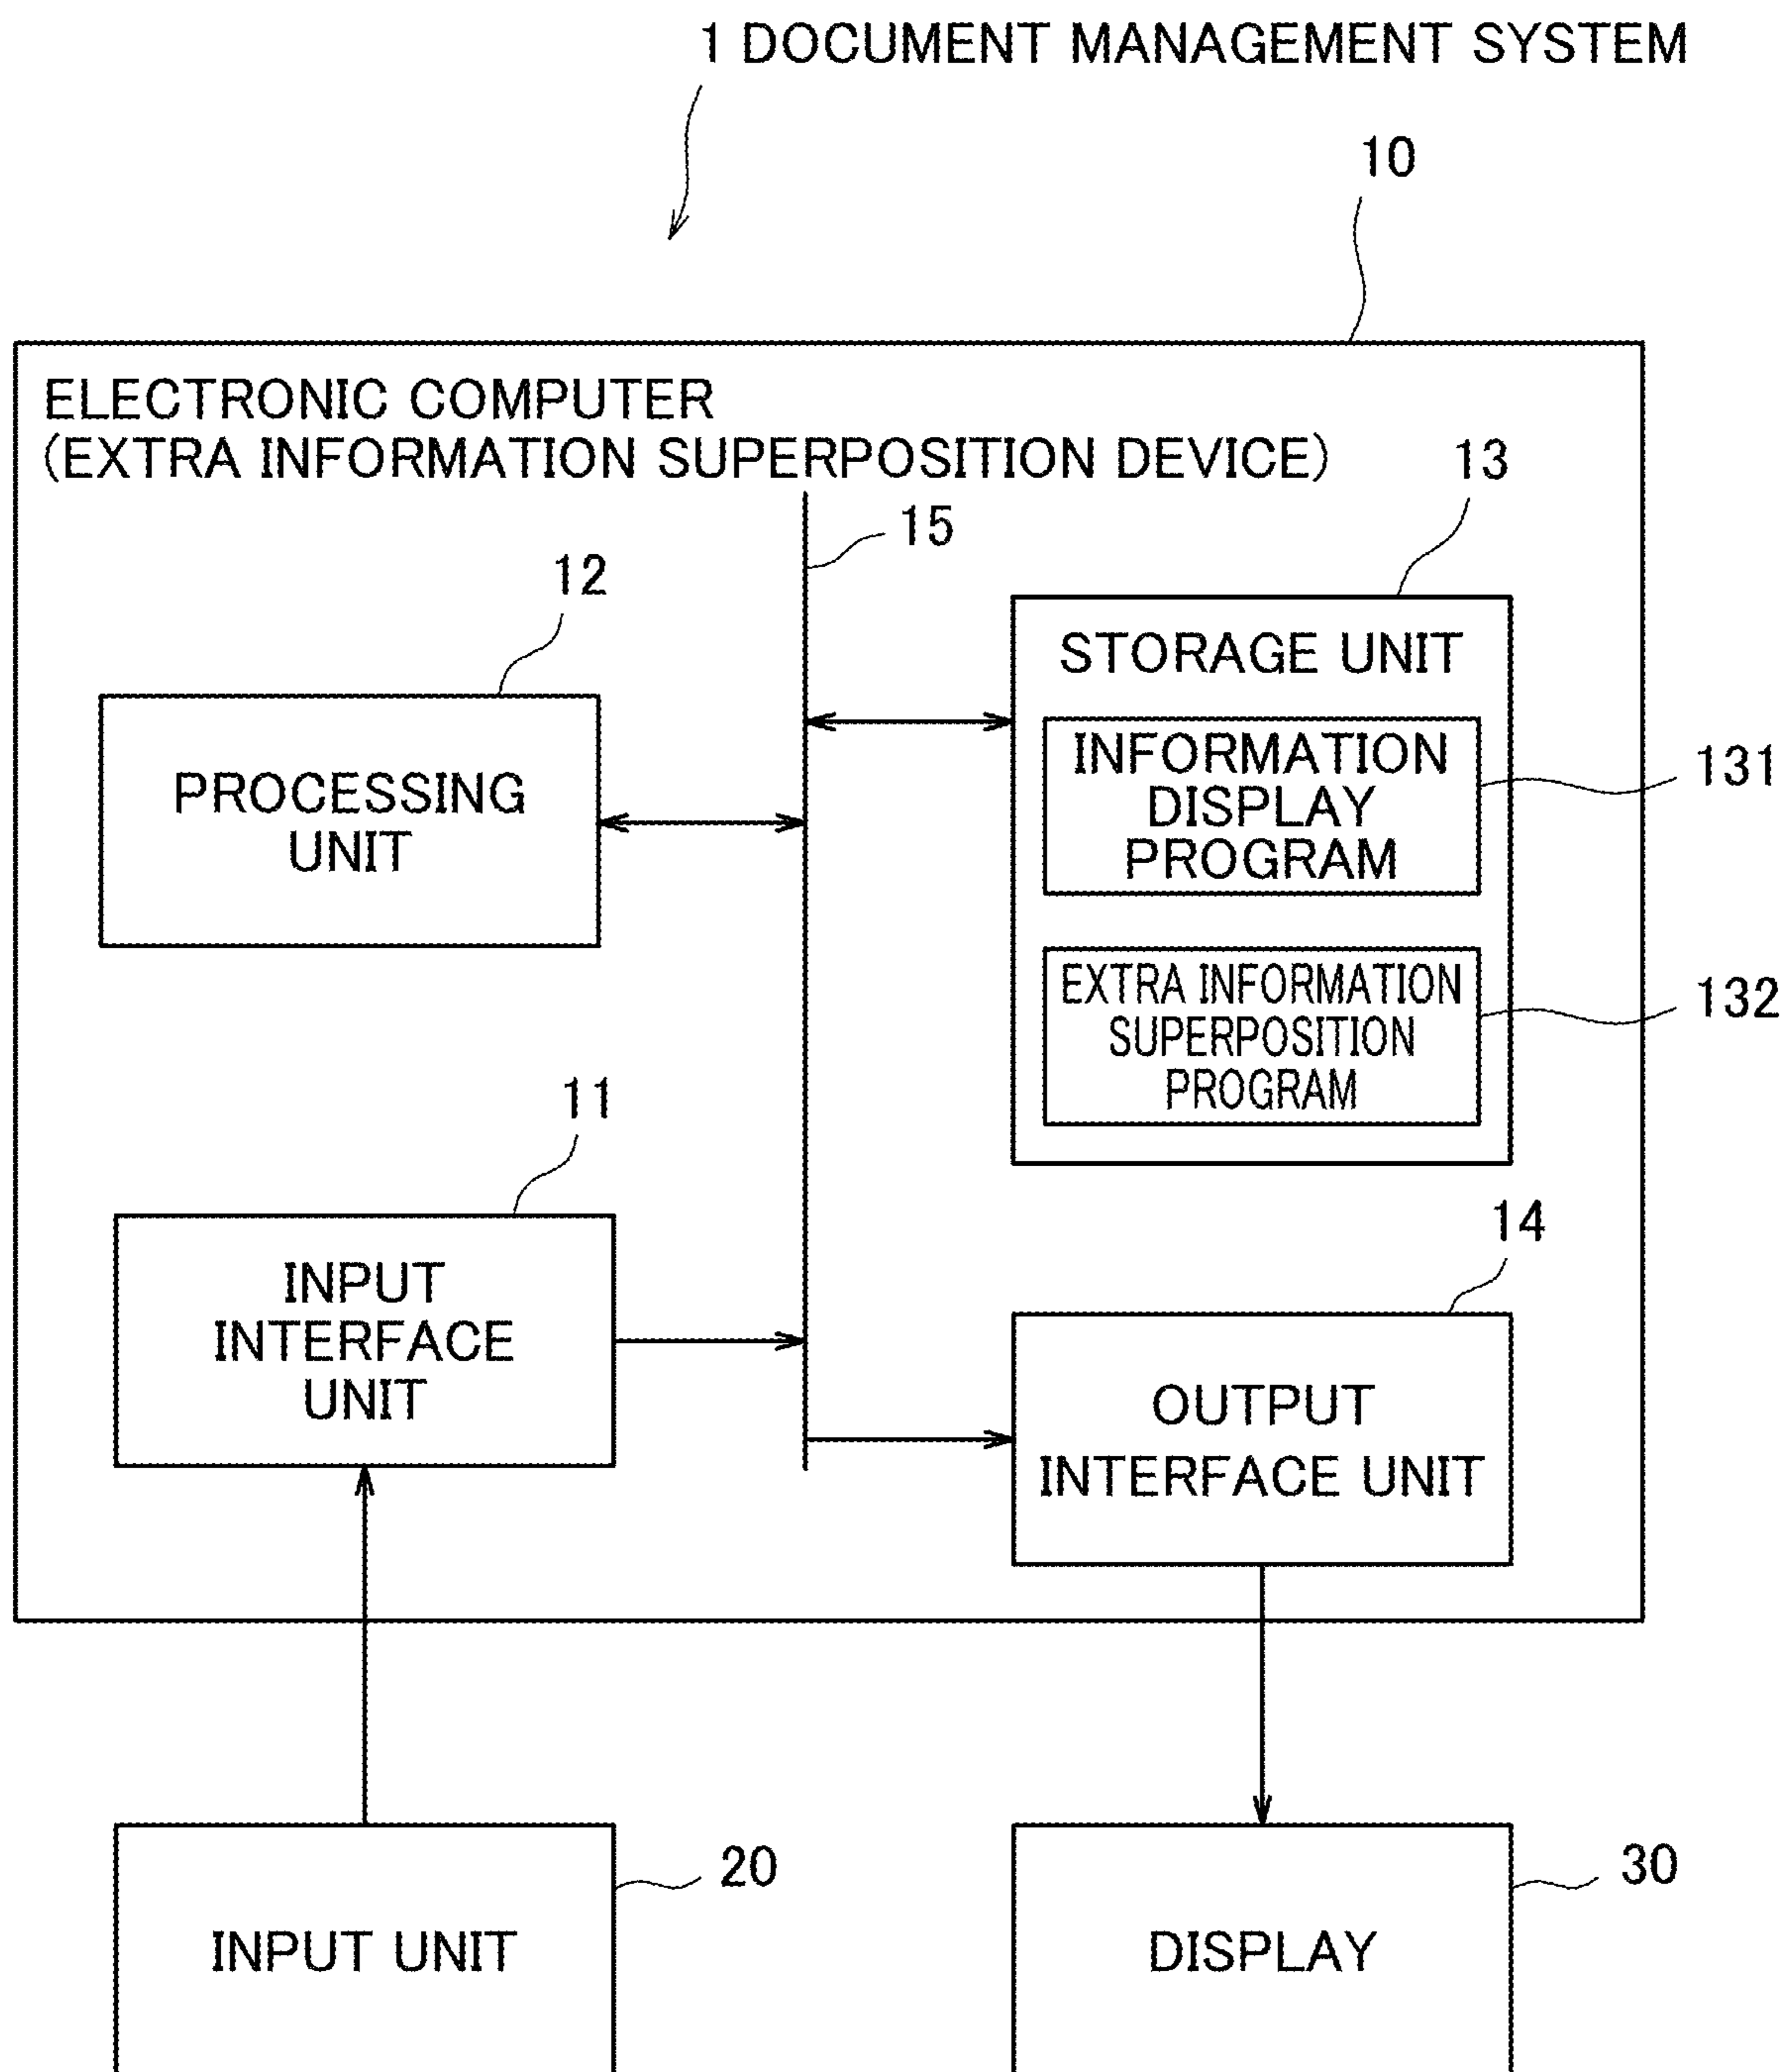 1 DOCUMENT MANAGEMENT SYSTEM
10
ELECTRONIC COMPUTER
(EXTRA INFORMATION SUPERPOSITION DEVICE)
13
15
12
STORAGE UNIT
INFORMATION
DISPLAY
PROGRAM
131
PROCESSING
UNIT
EXTRA INFORMATION
SUPERPOSITION
PROGRAM
132
11
14
INPUT
INTERFACE
UNIT
OUTPUT
INTERFACE UNIT
20
30
INPUT UNIT
DISPLAY